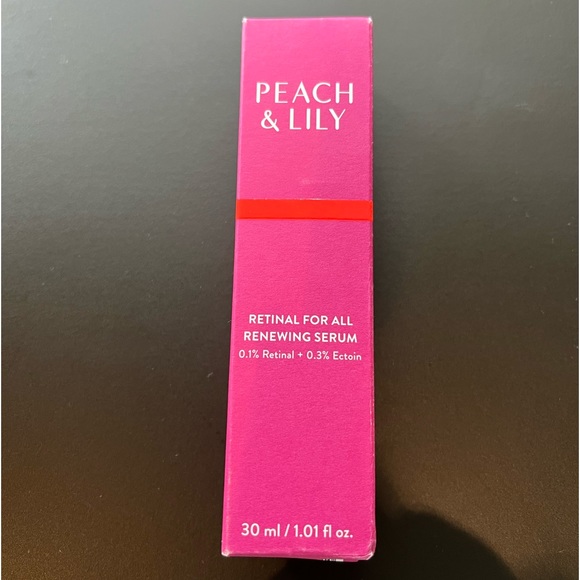 PEACH
& LILY
RETINAL FOR ALL
RENEWING SERUM
0.1% Retinal + 0.3% Ectoin
30 ml / 1.01 fl oz.